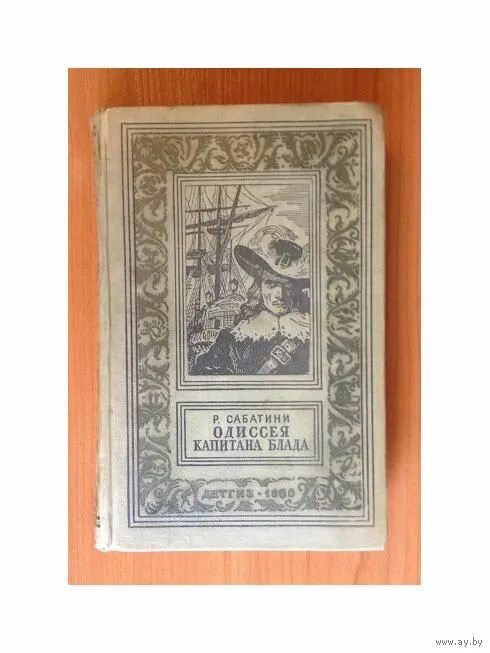 Р. САБАТИНИ
ОДИССЕЯ
КАПИТАНА БЛАДА
ДЕТГИЗ • 1960
www.ay.by